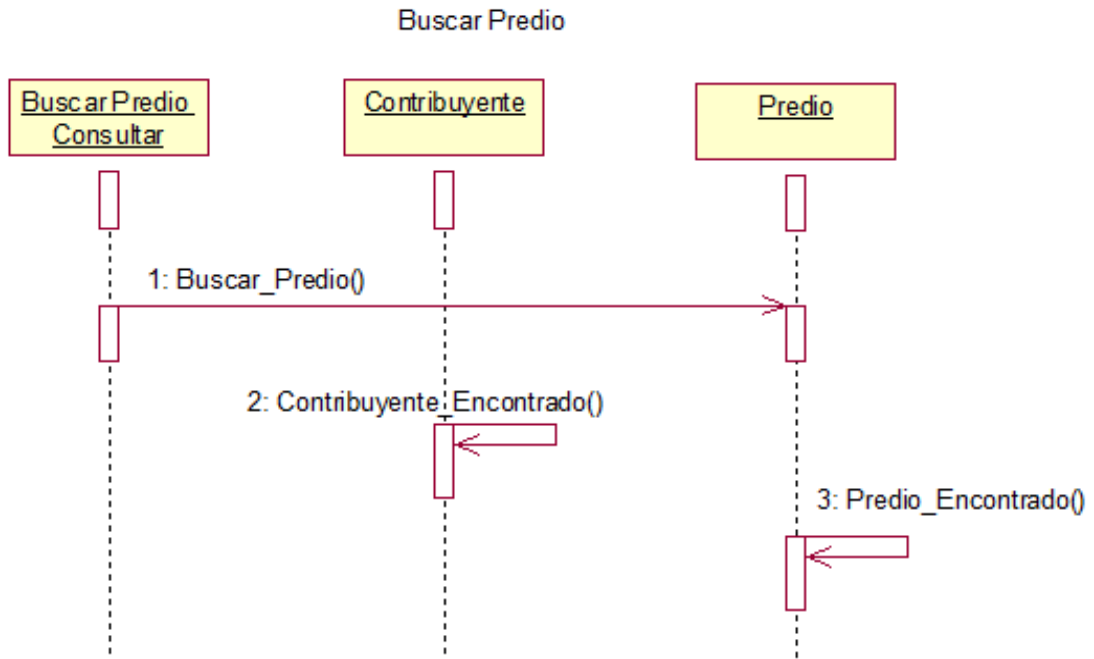 Buscar Predio
Buscar Predio
Consultar
Contribuyente
Predio
1: Buscar_Predio()
2: Contribuyente_Encontrado()
3: Predio_Encontrado()